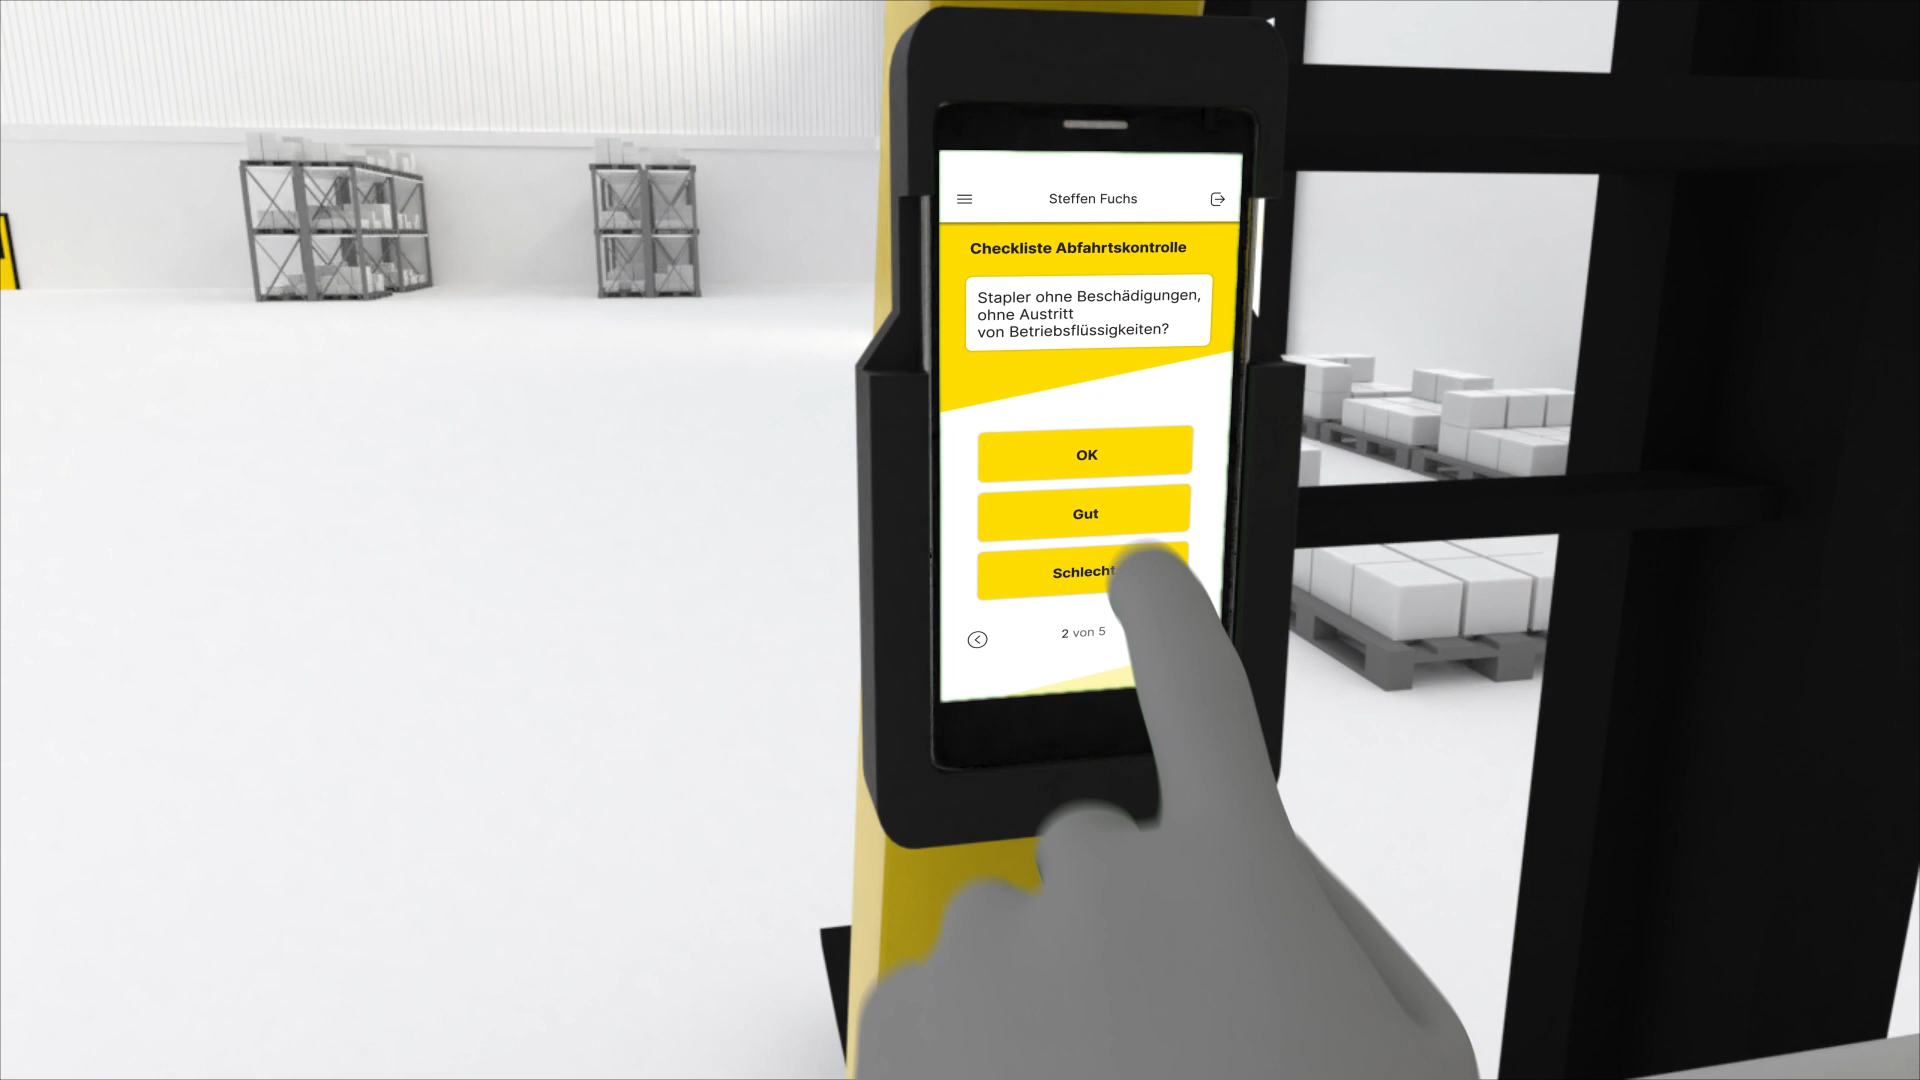 Steffen Fuchs
Checkliste Abfahrtskontrolle
Stapler ohne Beschädigungen,
ohne Austritt
von Betriebsflüssigkeiten?
OK
Gut
Schlecht
2 von 5